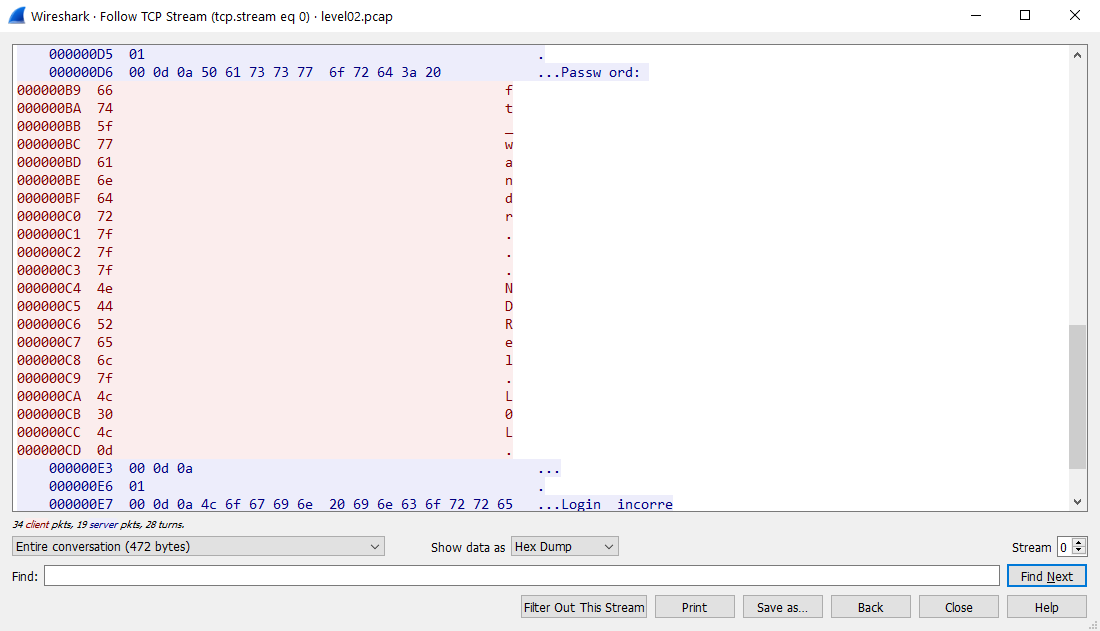 Wireshark · Follow TCP Stream (tcp.stream eq 0) · level02.pcap
000000D5 01 .
000000D6 00 0d 0a 50 61 73 73 77 6f 72 64 3a 20 ...Passw ord:
000000B9 66 f
000000BA 74 t
000000BB 5f _
000000BC 77 w
000000BD 61 a
000000BE 6e n
000000BF 64 d
000000C0 72 r
000000C1 7f .
000000C2 7f .
000000C3 7f .
000000C4 4e N
000000C5 44 D
000000C6 52 R
000000C7 65 e
000000C8 6c l
000000C9 7f .
000000CA 4c L
000000CB 30 0
000000CC 4c L
000000CD 0d .
000000E3 00 0d 0a ...
000000E6 01 .
000000E7 00 0d 0a 4c 6f 67 69 6e 20 69 6e 63 6f 72 72 65 ...Login incorre
34 client pkts, 19 server pkts, 28 turns.
Entire conversation (472 bytes) Show data as Hex Dump Stream 0
Find: Find Next
Filter Out This Stream Print Save as... Back Close Help